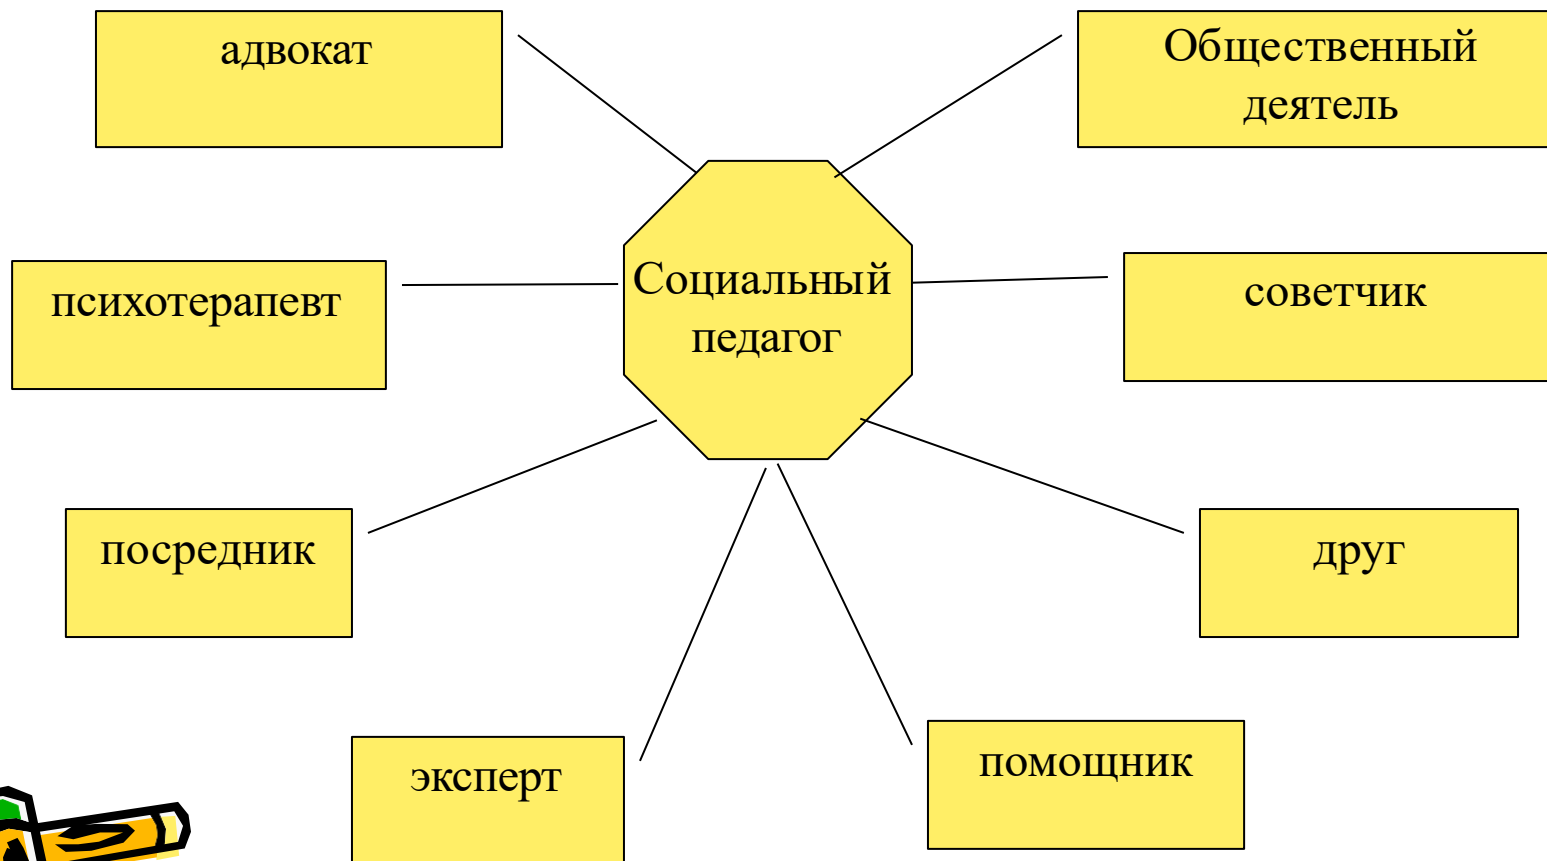 адвокат
Общественный
деятель
Социальный
педагог
психотерапевт
советчик
посредник
друг
эксперт
помощник